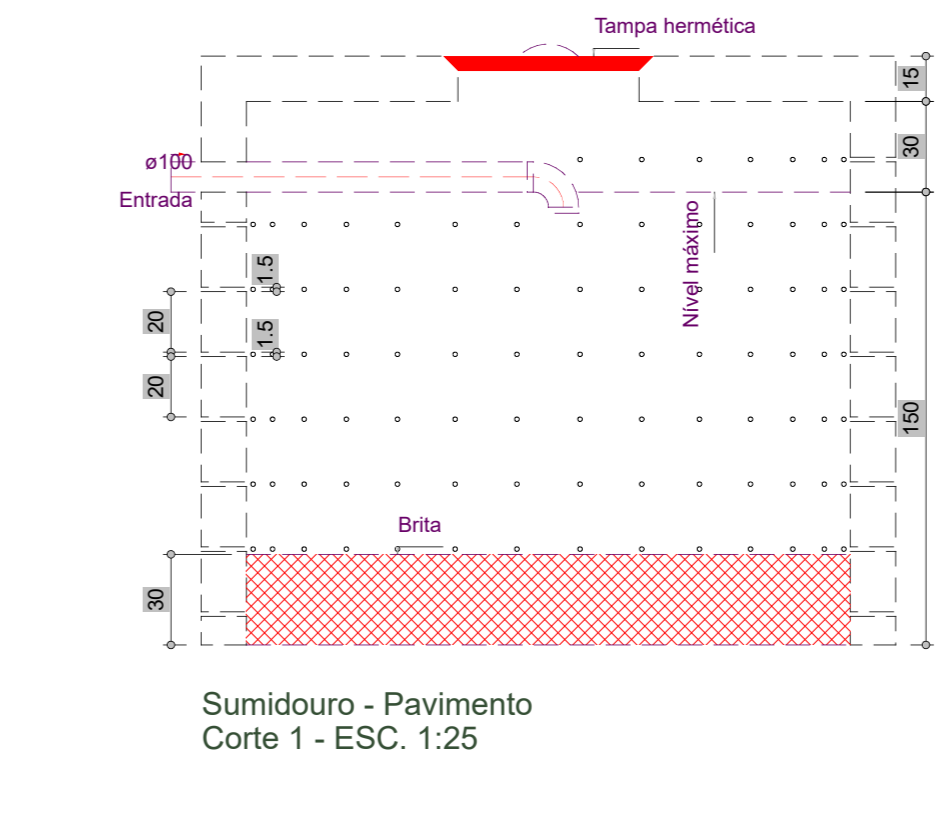 Tampa hermética
15
30
ø100
Entrada
Nível máximo
1.5
20
1.5
20
150
Brita
30
Sumidouro - Pavimento
Corte 1 - ESC. 1:25